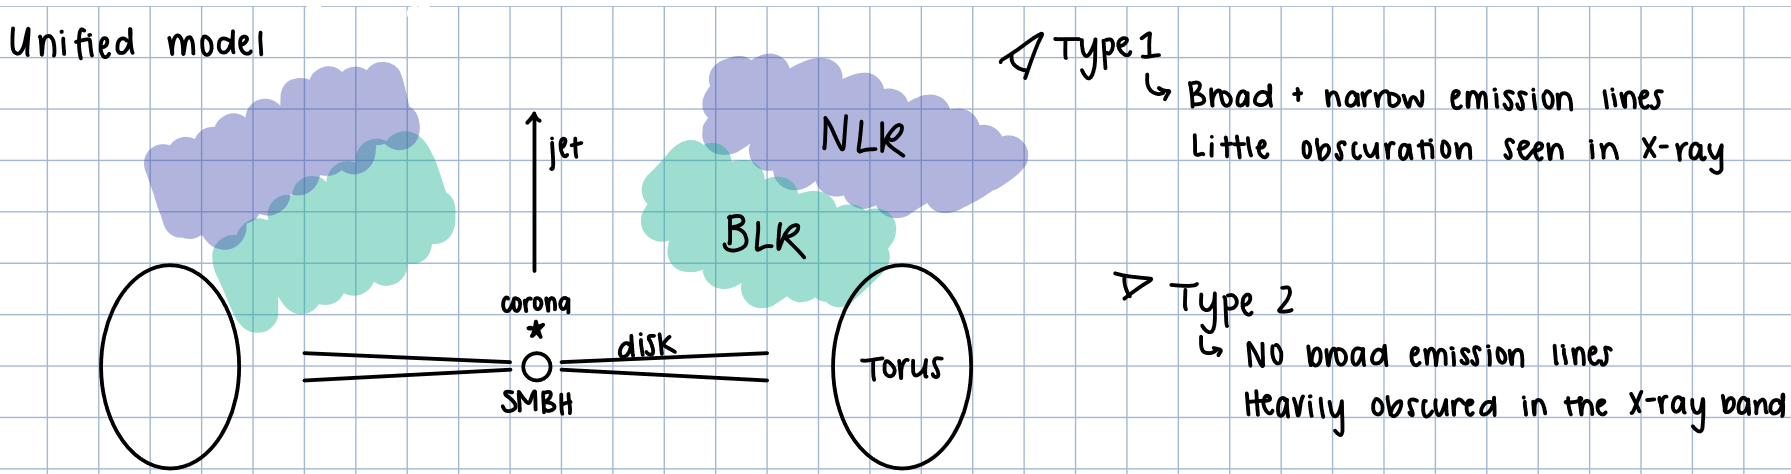 Unified model
jet
NLR
BLR
corona
disk
SMBH
Torus
Type 1
Broad + narrow emission lines
Little obscuration seen in X-ray
Type 2
No broad emission lines
Heavily obscured in the X-ray band